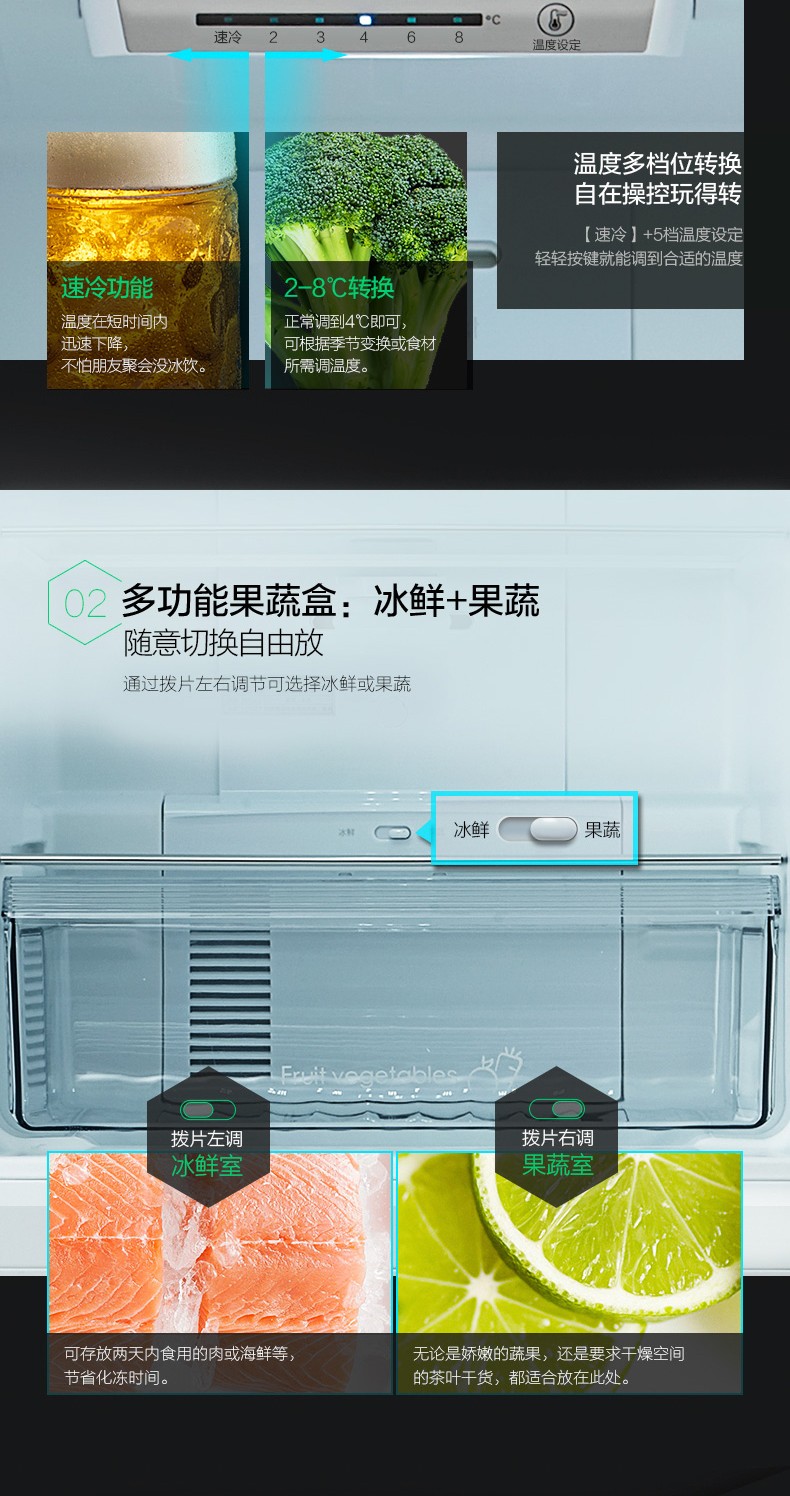 速冷 2 3 4 6 8 °C
温度设定
温度多档位转换
自在操控玩得转
【速冷】+5档温度设定
轻轻按键就能调到合适的温度
速冷功能
温度在短时间内
迅速下降，
不怕朋友聚会没冰饮。
2-8℃转换
正常调到4℃即可，
可根据季节变换或食材
所需调温度。
02
多功能果蔬盒：冰鲜+果蔬
随意切换自由放
通过拨片左右调节可选择冰鲜或果蔬
冰鲜
冰鲜 果蔬
Fruit vegetables
拨片左调
冰鲜室
拨片右调
果蔬室
可存放两天内食用的肉或海鲜等，
节省化冻时间。
无论是娇嫩的蔬果，还是要求干燥空间
的茶叶干货，都适合放在此处。